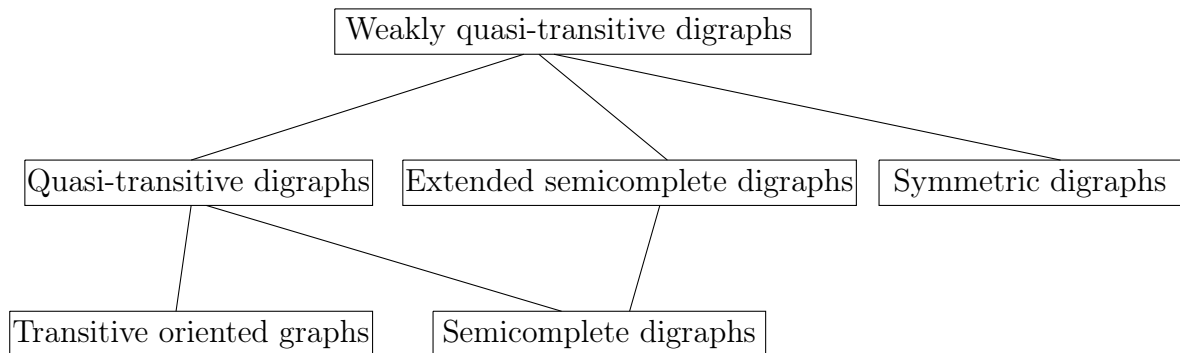 Weakly quasi-transitive digraphs
Quasi-transitive digraphs
Extended semicomplete digraphs
Symmetric digraphs
Transitive oriented graphs
Semicomplete digraphs